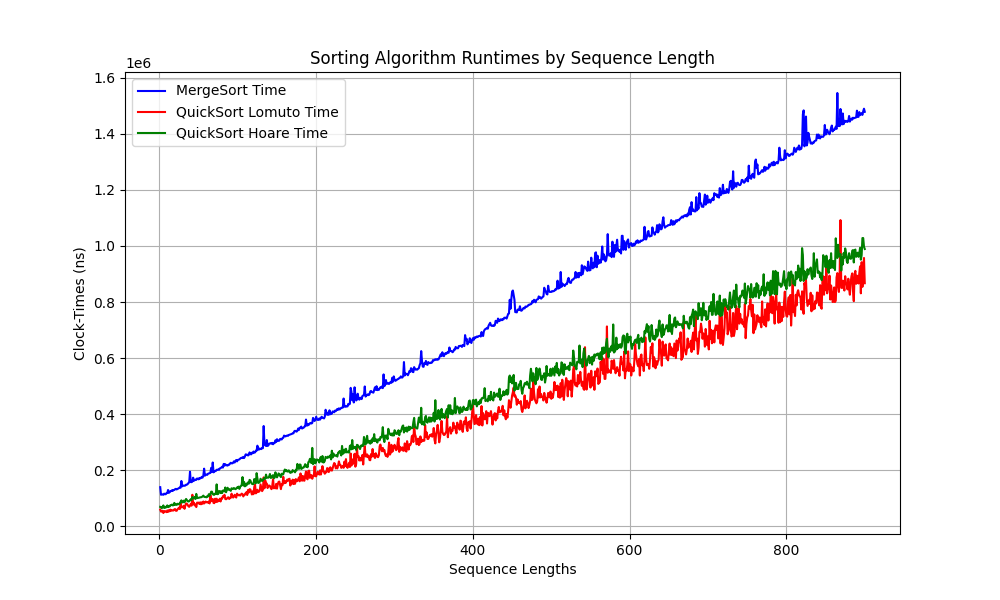 Sorting Algorithm Runtimes by Sequence Length
1e6
1.6
1.4
1.2
1.0
0.8
0.6
0.4
0.2
0.0
Clock-Times (ns)
MergeSort Time
QuickSort Lomuto Time
QuickSort Hoare Time
0 200 400 600 800
Sequence Lengths